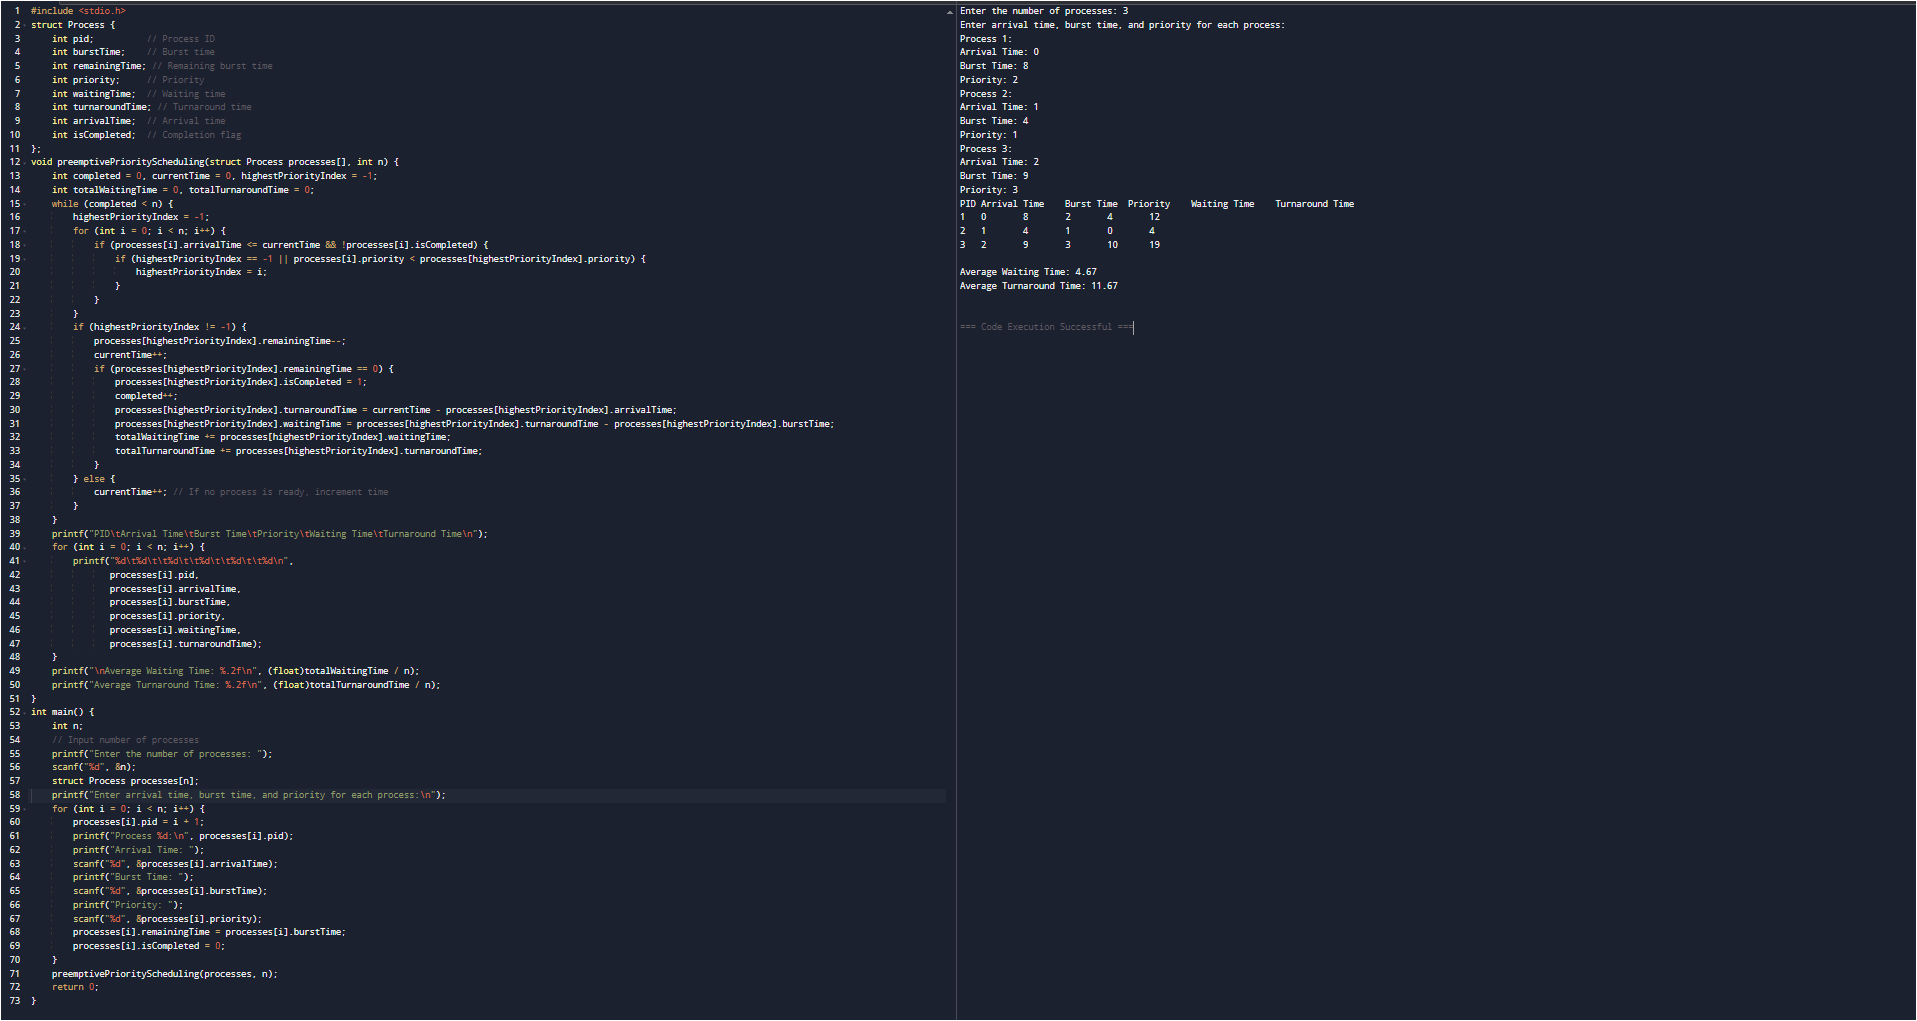 1 #include <stdio.h>
2 struct Process {
3     int pid;          // Process ID
4     int burstTime;    // Burst time
5     int remainingTime; // Remaining burst time
6     int priority;     // Priority
7     int waitingTime;  // Waiting time
8     int turnaroundTime; // Turnaround time
9     int arrivalTime;  // Arrival time
10     int isCompleted;  // Completion flag
11 };
12 void preemptivePriorityScheduling(struct Process processes[], int n) {
13     int completed = 0, currentTime = 0, highestPriorityIndex = -1;
14     int totalWaitingTime = 0, totalTurnaroundTime = 0;
15     while (completed < n) {
16         highestPriorityIndex = -1;
17         for (int i = 0; i < n; i++) {
18             if (processes[i].arrivalTime <= currentTime && !processes[i].isCompleted) {
19                 if (highestPriorityIndex == -1 || processes[i].priority < processes[highestPriorityIndex].priority) {
20                     highestPriorityIndex = i;
21                 }
22             }
23         }
24         if (highestPriorityIndex != -1) {
25             processes[highestPriorityIndex].remainingTime--;
26             currentTime++;
27             if (processes[highestPriorityIndex].remainingTime == 0) {
28                 processes[highestPriorityIndex].isCompleted = 1;
29                 completed++;
30                 processes[highestPriorityIndex].turnaroundTime = currentTime - processes[highestPriorityIndex].arrivalTime;
31                 processes[highestPriorityIndex].waitingTime = processes[highestPriorityIndex].turnaroundTime - processes[highestPriorityIndex].burstTime;
32                 totalWaitingTime += processes[highestPriorityIndex].waitingTime;
33                 totalTurnaroundTime += processes[highestPriorityIndex].turnaroundTime;
34             }
35         } else {
36             currentTime++; // If no process is ready, increment time
37         }
38     }
39     printf("PID\tArrival Time\tBurst Time\tPriority\tWaiting Time\tTurnaround Time\n");
40     for (int i = 0; i < n; i++) {
41         printf("%d\t%d\t\t%d\t\t%d\t\t%d\t\t%d\n",
42                processes[i].pid,
43                processes[i].arrivalTime,
44                processes[i].burstTime,
45                processes[i].priority,
46                processes[i].waitingTime,
47                processes[i].turnaroundTime);
48     }
49     printf("\nAverage Waiting Time: %.2f\n", (float)totalWaitingTime / n);
50     printf("Average Turnaround Time: %.2f\n", (float)totalTurnaroundTime / n);
51 }
52 int main() {
53     int n;
54     // Input number of processes
55     printf("Enter the number of processes: ");
56     scanf("%d", &n);
57     struct Process processes[n];
58     printf("Enter arrival time, burst time, and priority for each process:\n");
59     for (int i = 0; i < n; i++) {
60         processes[i].pid = i + 1;
61         printf("Process %d:\n", processes[i].pid);
62         printf("Arrival Time: ");
63         scanf("%d", &processes[i].arrivalTime);
64         printf("Burst Time: ");
65         scanf("%d", &processes[i].burstTime);
66         printf("Priority: ");
67         scanf("%d", &processes[i].priority);
68         processes[i].remainingTime = processes[i].burstTime;
69         processes[i].isCompleted = 0;
70     }
71     preemptivePriorityScheduling(processes, n);
72     return 0;
73 }
Enter the number of processes: 3
Enter arrival time, burst time, and priority for each process:
Process 1:
Arrival Time: 0
Burst Time: 8
Priority: 2
Process 2:
Arrival Time: 1
Burst Time: 4
Priority: 1
Process 3:
Arrival Time: 2
Burst Time: 9
Priority: 3
PID Arrival Time    Burst Time  Priority    Waiting Time    Turnaround Time
1   0       8       2       4       12
2   1       4       1       0       4
3   2       9       3       10      19
Average Waiting Time: 4.67
Average Turnaround Time: 11.67
=== Code Execution Successful ===